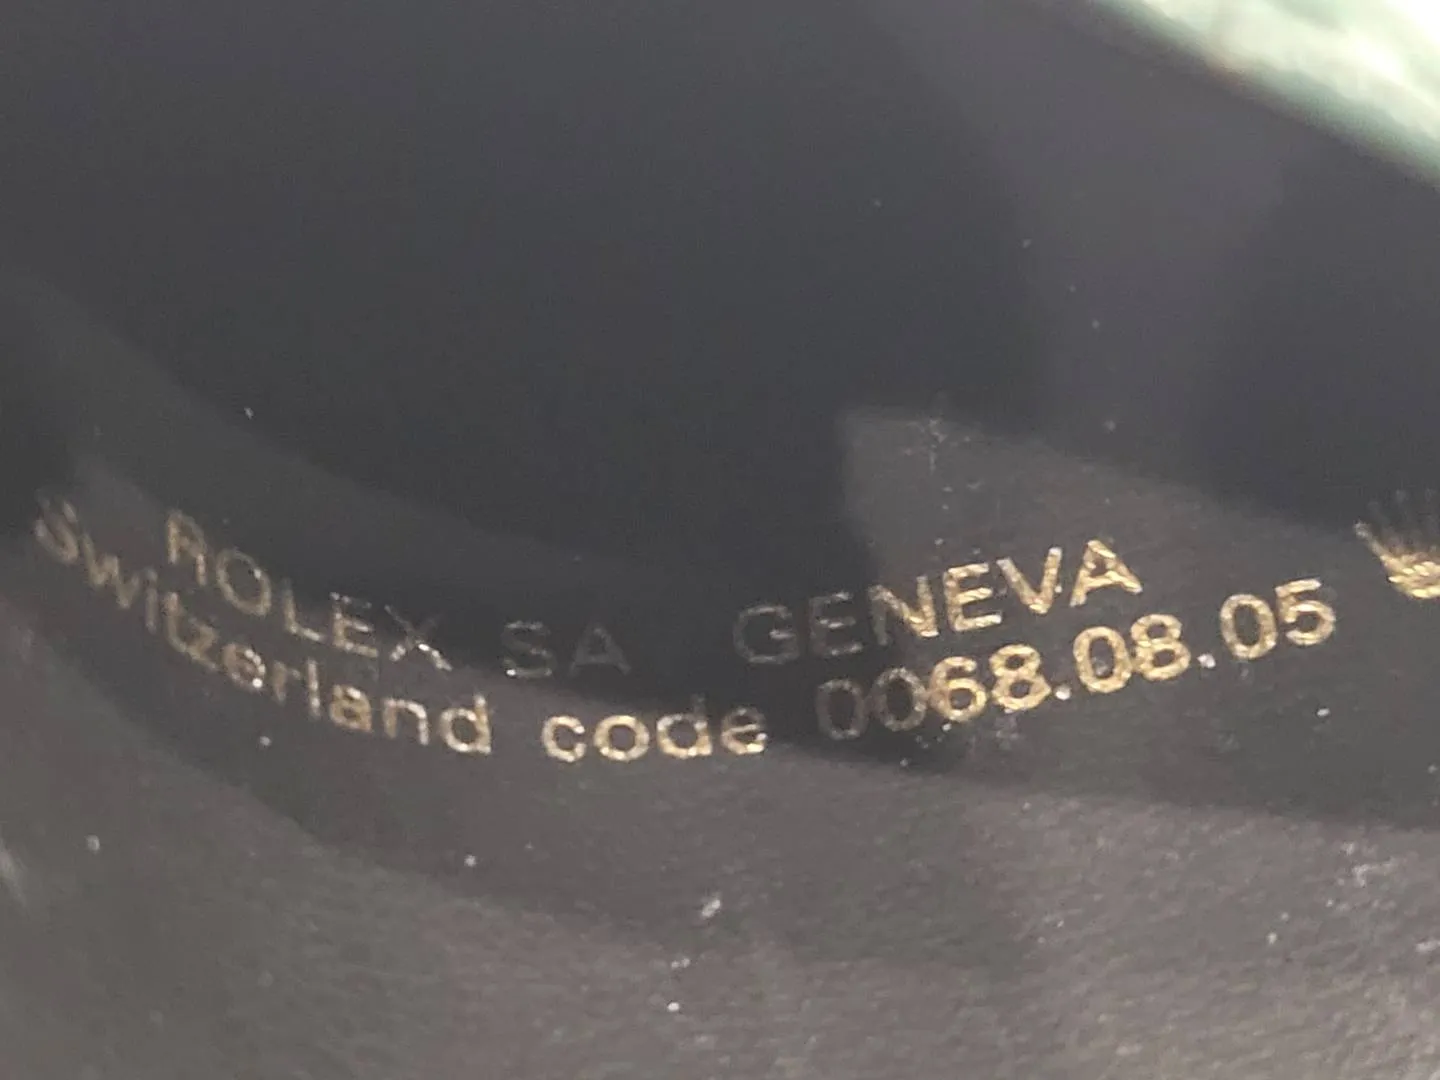 ROLEX SA GENEVA
Switzerland code 0068.08.05